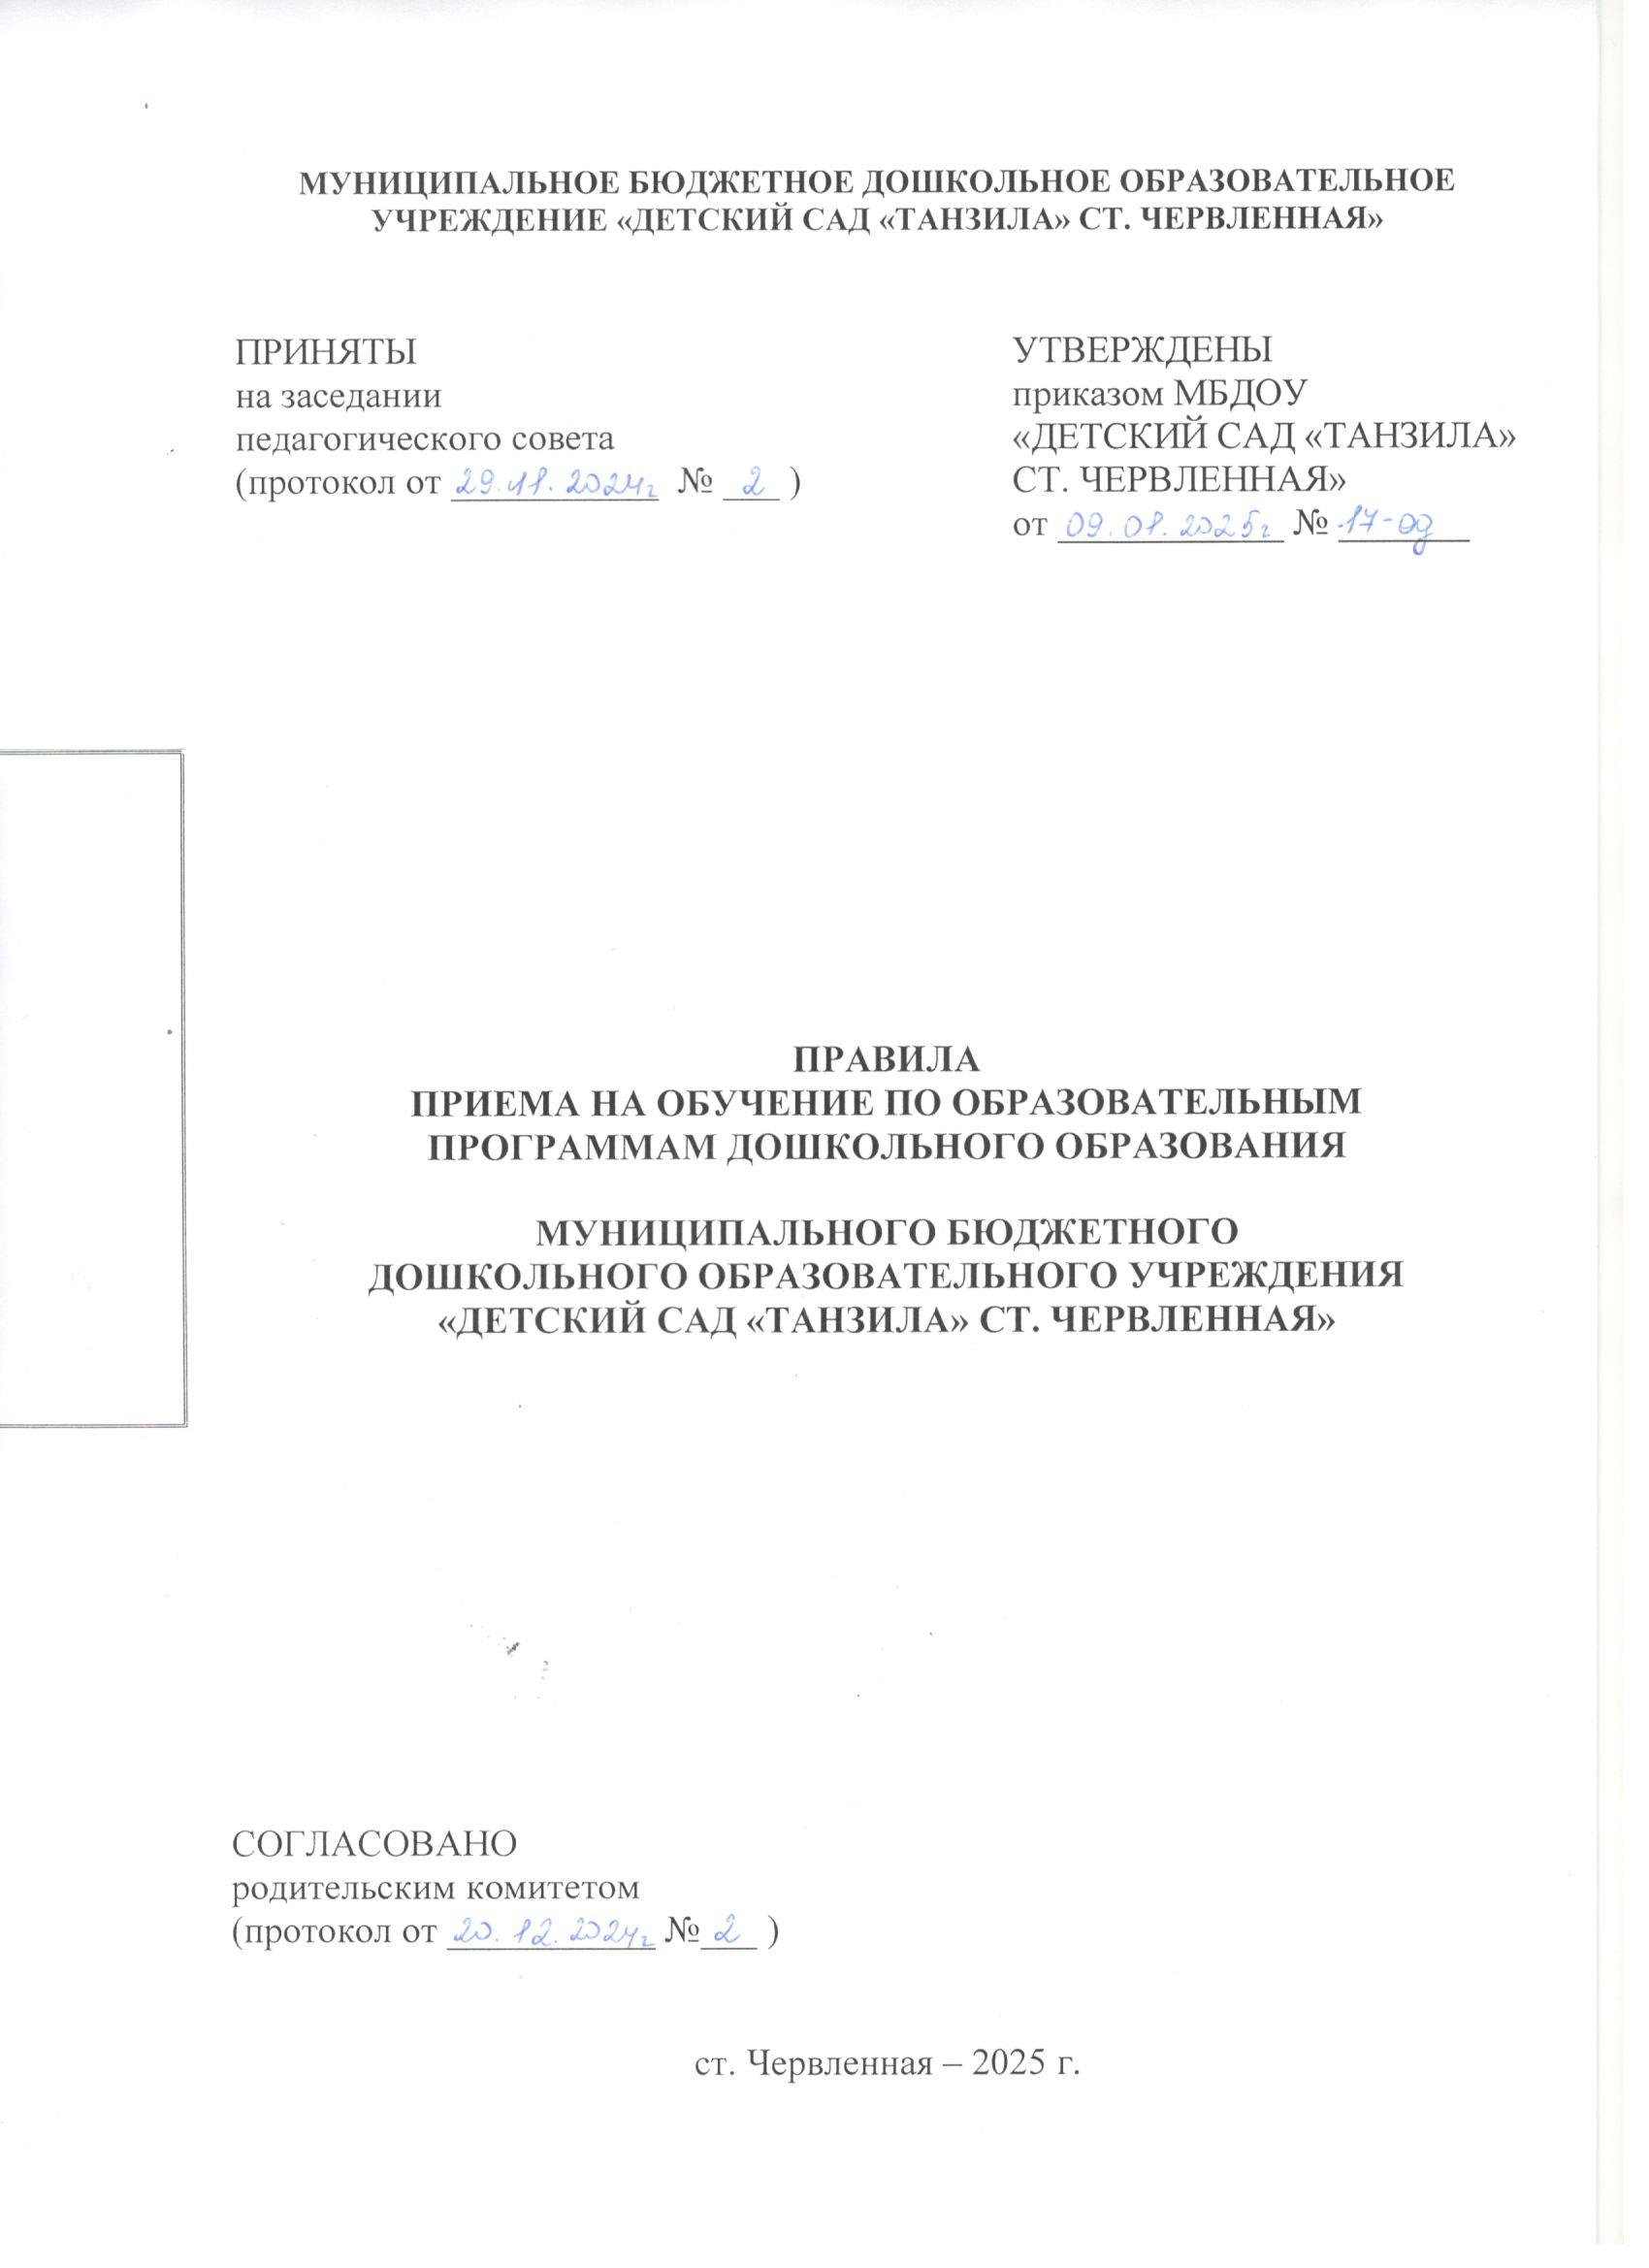 МУНИЦИПАЛЬНОЕ БЮДЖЕТНОЕ ДОШКОЛЬНОЕ ОБРАЗОВАТЕЛЬНОЕ
УЧРЕЖДЕНИЕ «ДЕТСКИЙ САД «ТАНЗИЛА» СТ. ЧЕРВЛЕННАЯ»
ПРИНЯТЫ
на заседании
педагогического совета
(протокол от 29.11.2024г № 2 )
УТВЕРЖДЕНЫ
приказом МБДОУ
«ДЕТСКИЙ САД «ТАНЗИЛА»
СТ. ЧЕРВЛЕННАЯ»
от 09.01.2025г № 17-од
ПРАВИЛА
ПРИЕМА НА ОБУЧЕНИЕ ПО ОБРАЗОВАТЕЛЬНЫМ
ПРОГРАММАМ ДОШКОЛЬНОГО ОБРАЗОВАНИЯ
МУНИЦИПАЛЬНОГО БЮДЖЕТНОГО
ДОШКОЛЬНОГО ОБРАЗОВАТЕЛЬНОГО УЧРЕЖДЕНИЯ
«ДЕТСКИЙ САД «ТАНЗИЛА» СТ. ЧЕРВЛЕННАЯ»
СОГЛАСОВАНО
родительским комитетом
(протокол от 20.12.2024г № 2 )
ст. Червленная – 2025 г.